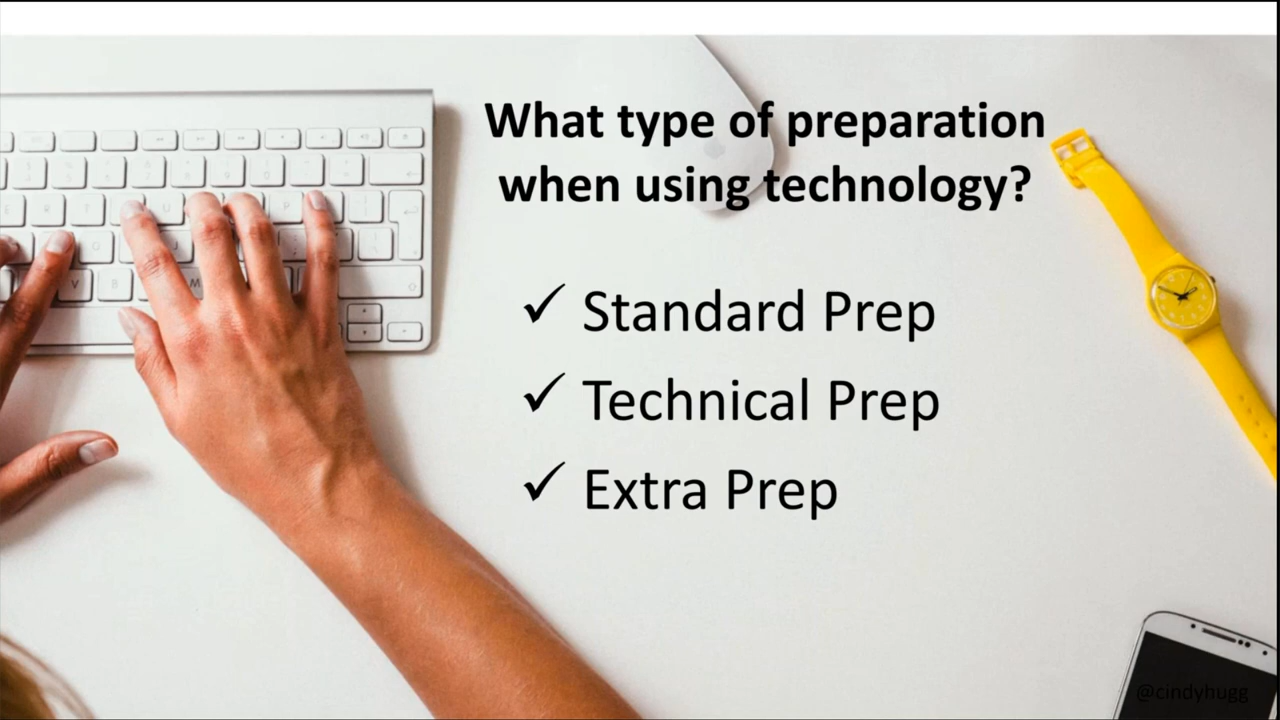 What type of preparation
when using technology?
✓ Standard Prep
✓ Technical Prep
✓ Extra Prep
@cindyhugg